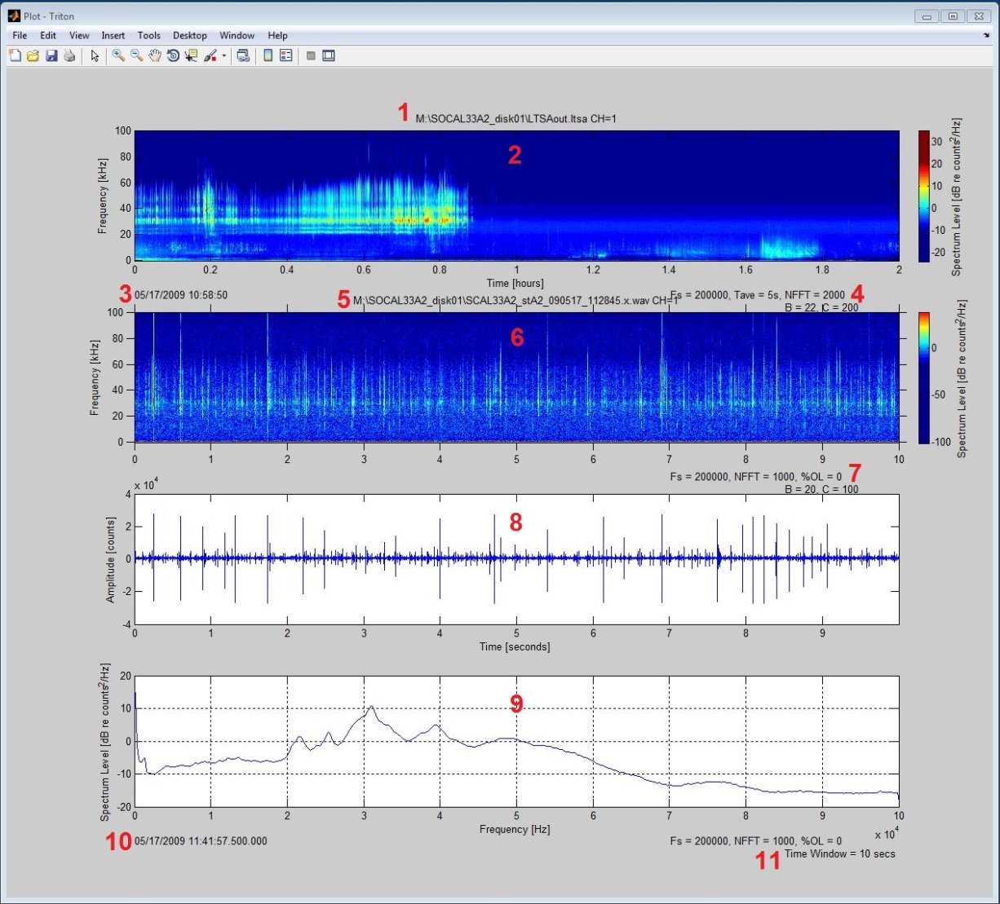 Plot - Triton
File Edit View Insert Tools Desktop Window Help
1 M:\SOCAL33A2_disk01\LTSAout.ltsa CH=1
2
Frequency [kHz]
100
80
60
40
20
0
0 0.2 0.4 0.6 0.8 1 1.2 1.4 1.6 1.8 2
Time [hours]
30
20
10
0
-10
-20
Spectrum Level [dB re counts²/Hz]
3 05/17/2009 10:58:50
Fs = 200000, Tave = 5s, NFFT = 2000 4
B = 22, C = 200
5 M:\SOCAL33A2_disk01\SCAL33A2_stA2_090517_112845.x.wav CH=1
6
Frequency [kHz]
100
80
60
40
20
0
0 1 2 3 4 5 6 7 8 9 10
0
-50
-100
Spectrum Level [dB re counts²/Hz]
Fs = 200000, NFFT = 1000, %OL = 0 7
B = 20, C = 100
x 10⁴
8
Amplitude [counts]
4
2
0
-2
-4
0 1 2 3 4 5 6 7 8 9
Time [seconds]
9
Spectrum Level [dB re counts²/Hz]
20
10
0
-10
-20
0 1 2 3 4 5 6 7 8 9 10
Frequency [Hz]
x 10⁴
10 05/17/2009 11:41:57.500.000
Fs = 200000, NFFT = 1000, %OL = 0
11 Time Window = 10 secs